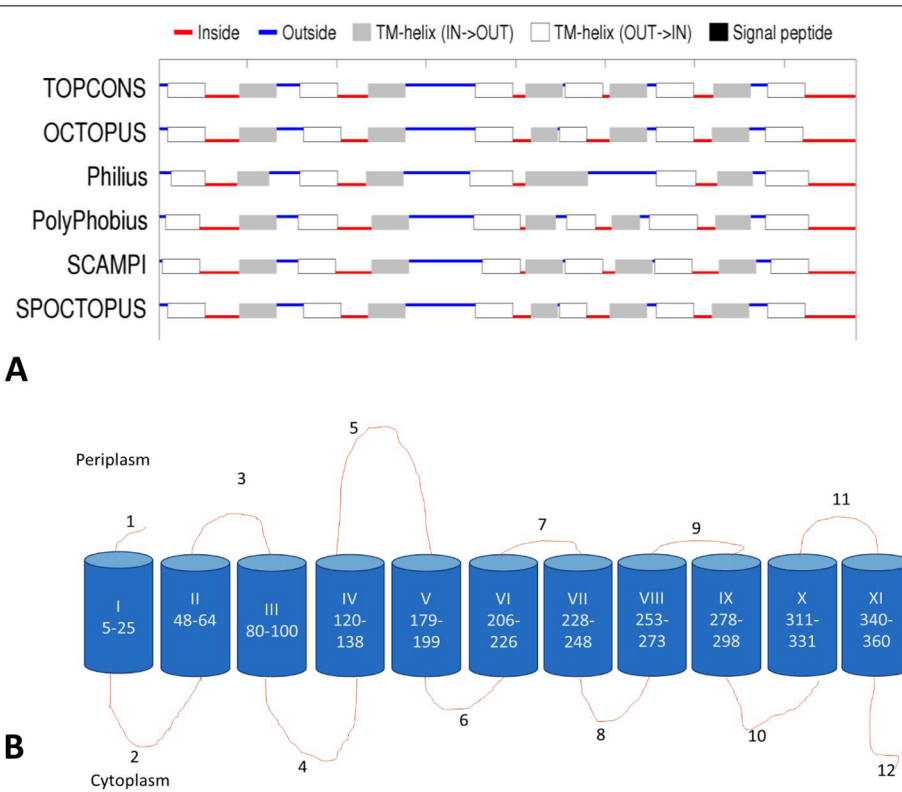 Inside Outside TM-helix (IN->OUT) TM-helix (OUT->IN) Signal peptide
TOPCONS
OCTOPUS
Philius
PolyPhobius
SCAMPI
SPOCTOPUS
A
Periplasm
1
3
5
7
9
11
I
5-25
II
48-64
III
80-100
IV
120-
138
V
179-
199
VI
206-
226
VII
228-
248
VIII
253-
273
IX
278-
298
X
311-
331
XI
340-
360
2
4
6
8
10
12
B
Cytoplasm